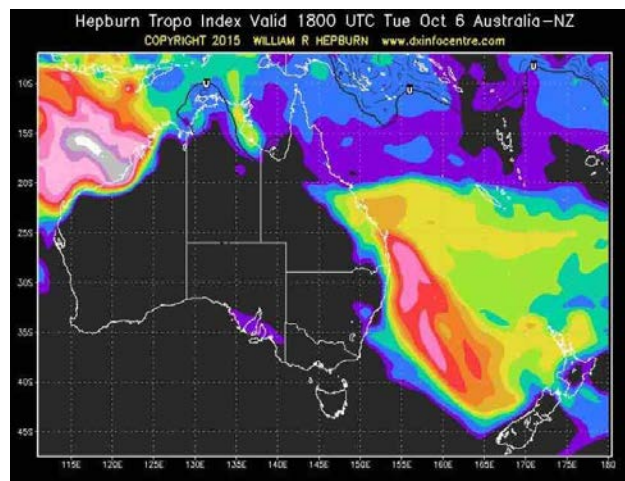 Hepburn Tropo Index Valid 1800 UTC Tue Oct 6 Australia-NZ
COPYRIGHT 2015 WILLIAM R HEPBURN www.dxinfocentre.com
U
U
U
10S
15S
20S
25S
30S
35S
40S
45S
115E 120E 125E 130E 135E 140E 145E 150E 155E 160E 165E 170E 175E 180